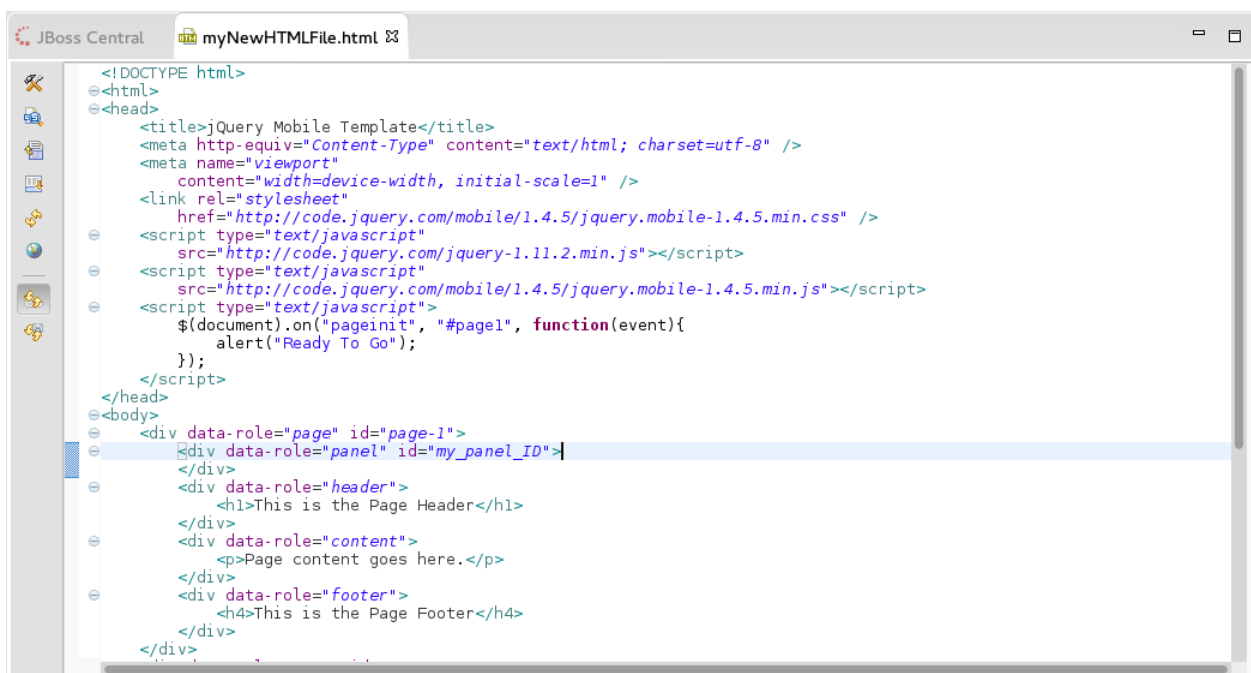 JBoss Central myNewHTMLFile.html
<!DOCTYPE html>
<html>
<head>
    <title>jQuery Mobile Template</title>
    <meta http-equiv="Content-Type" content="text/html; charset=utf-8" />
    <meta name="viewport"
        content="width=device-width, initial-scale=1" />
    <link rel="stylesheet"
        href="http://code.jquery.com/mobile/1.4.5/jquery.mobile-1.4.5.min.css" />
    <script type="text/javascript"
        src="http://code.jquery.com/jquery-1.11.2.min.js"></script>
    <script type="text/javascript"
        src="http://code.jquery.com/mobile/1.4.5/jquery.mobile-1.4.5.min.js"></script>
    <script type="text/javascript">
        $(document).on("pageinit", "#page1", function(event){
            alert("Ready To Go");
        });
    </script>
</head>
<body>
    <div data-role="page" id="page-1">
        <div data-role="panel" id="my_panel_ID">
        </div>
        <div data-role="header">
            <h1>This is the Page Header</h1>
        </div>
        <div data-role="content">
            <p>Page content goes here.</p>
        </div>
        <div data-role="footer">
            <h4>This is the Page Footer</h4>
        </div>
    </div>